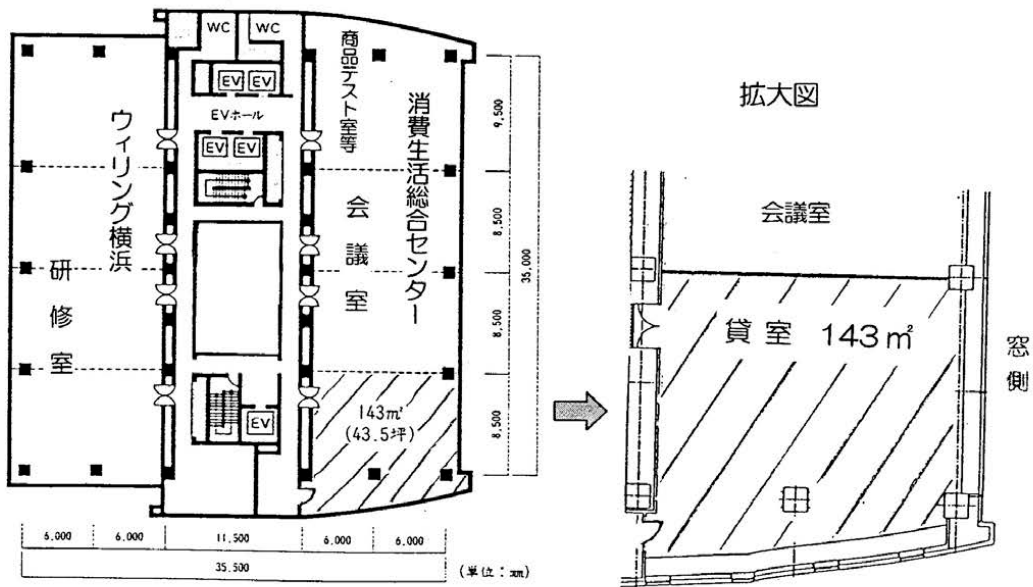 WC
WC
EV
EV
EVホール
EV
EV
EV
ウィリング横浜
研修室
商品テスト室等
消費生活総合センター
会議室
143㎡
(43.5坪)
9,500
8,500
8,500
8,500
35,000
6,000
6,000
11,500
6,000
6,000
35,500
(単位:㎜)
拡大図
会議室
貸室 143㎡
窓側